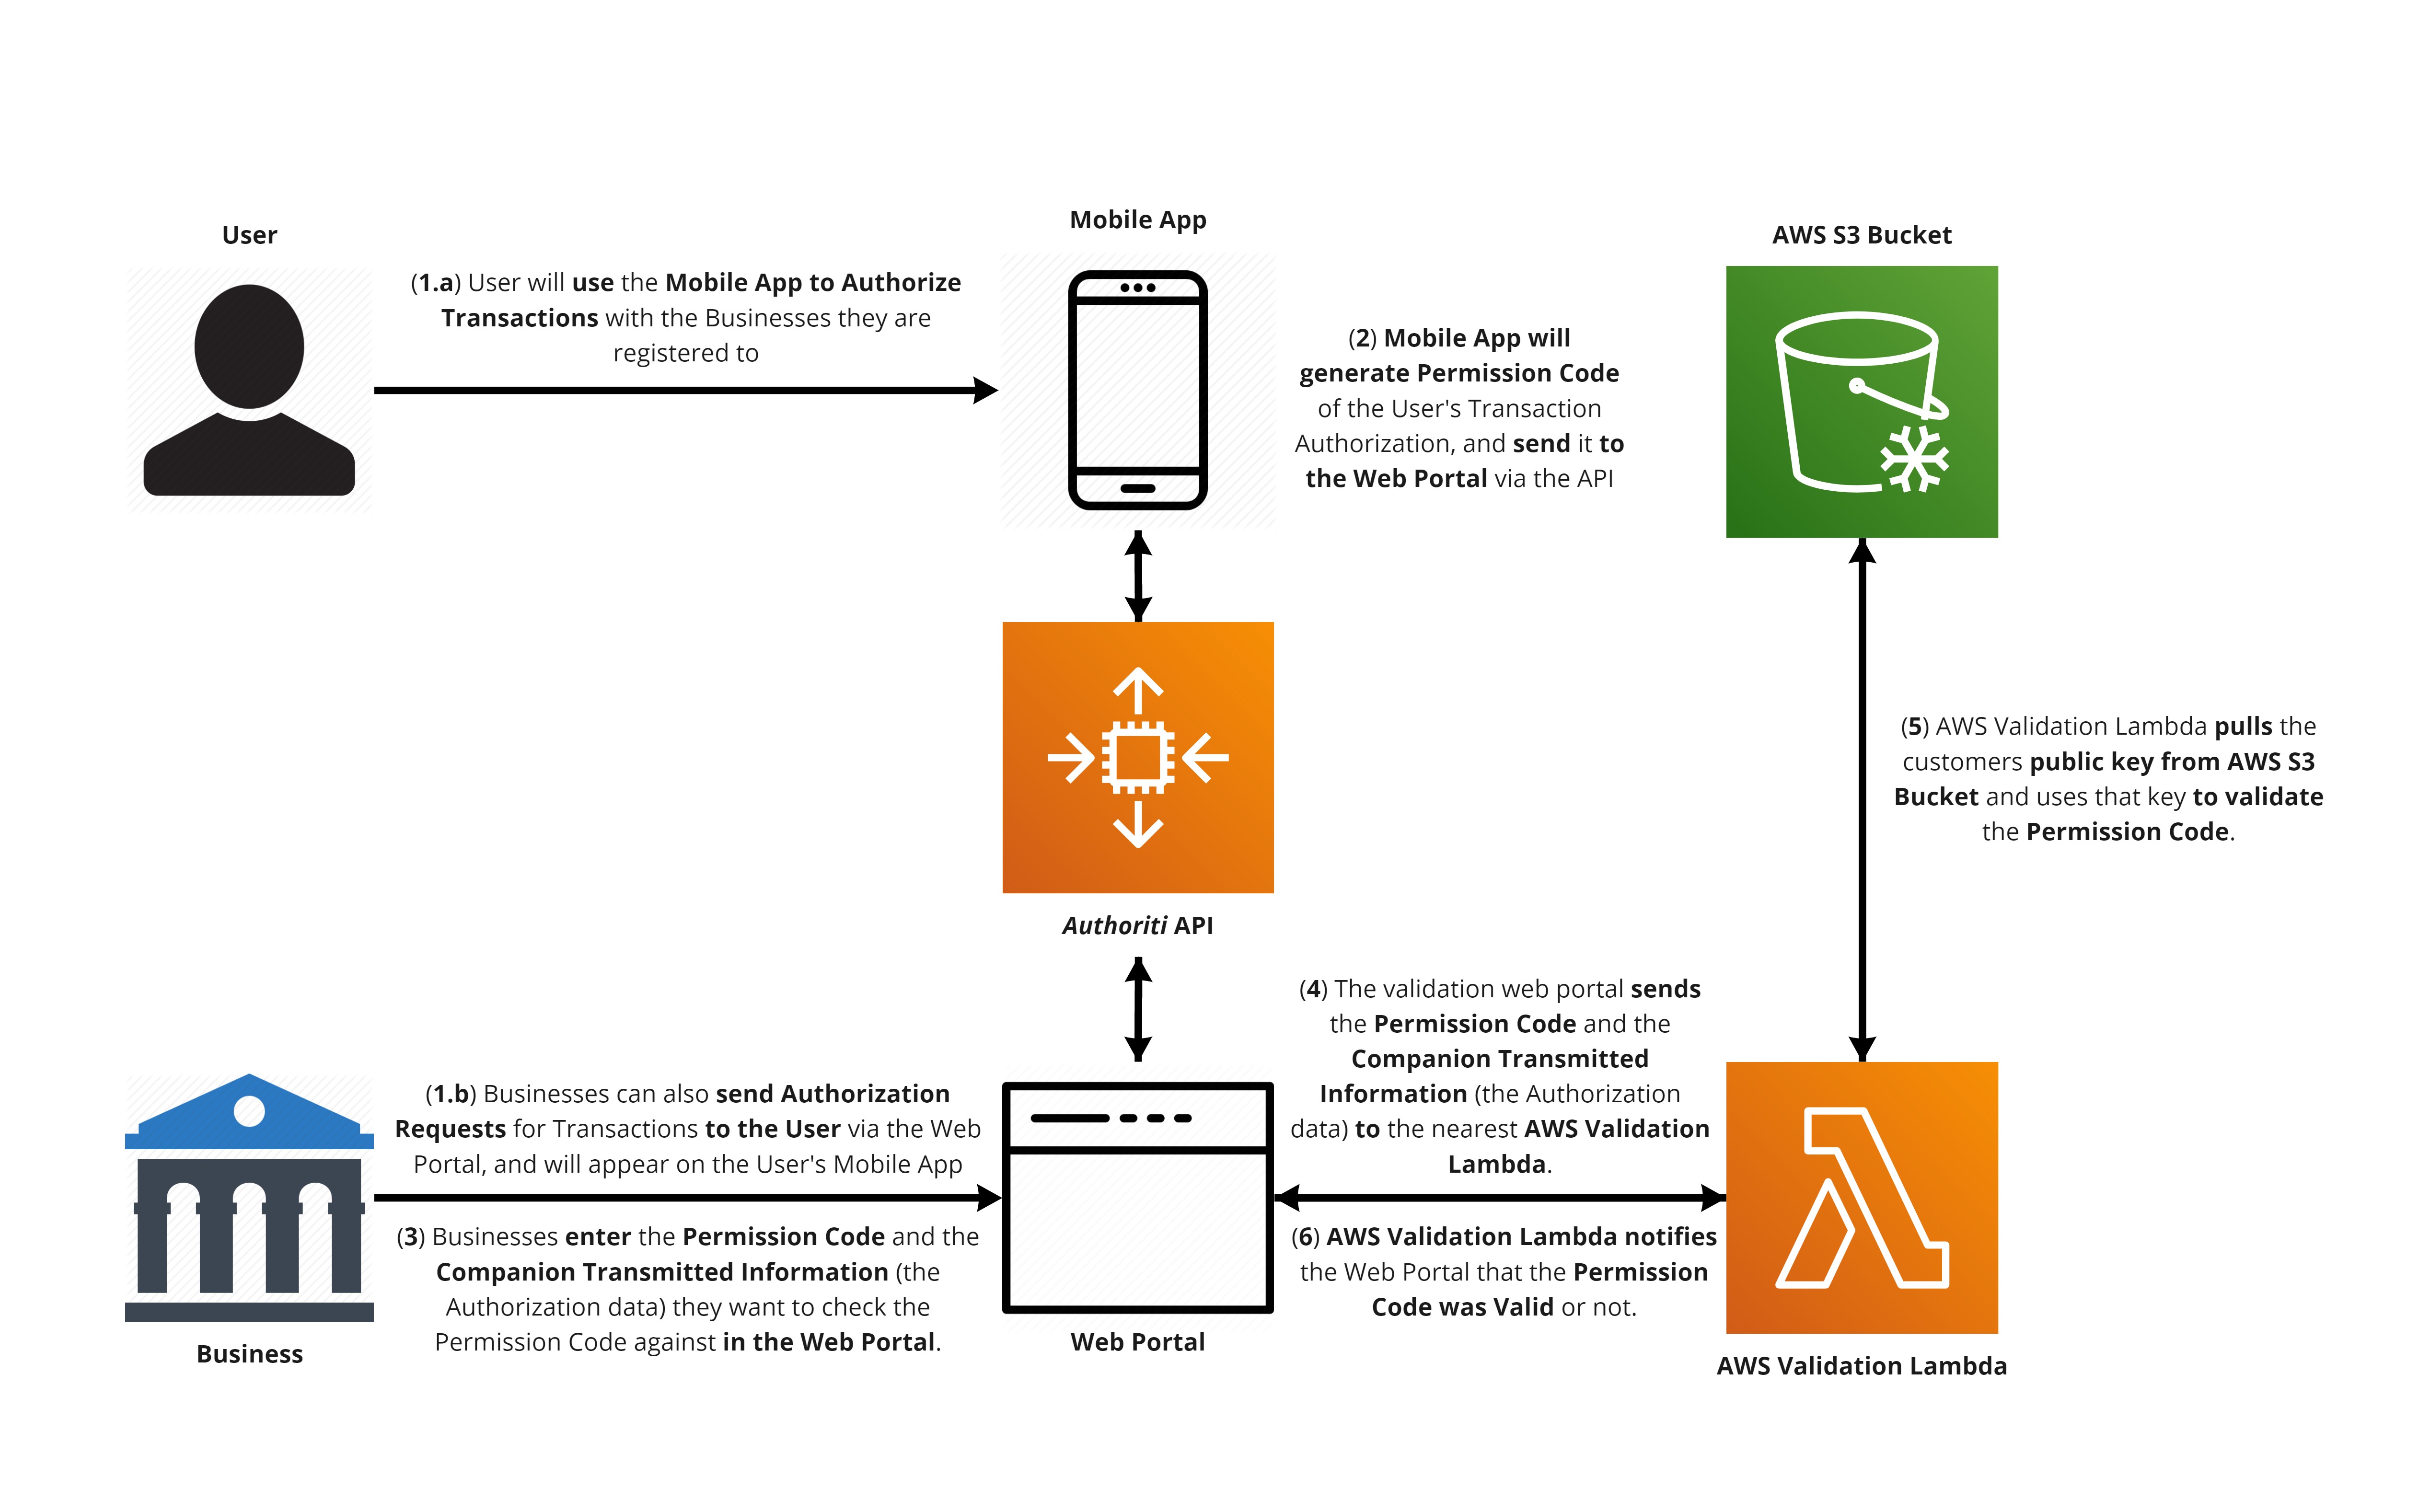 User
(1.a) User will use the Mobile App to Authorize
Transactions with the Businesses they are
registered to
Mobile App
(2) Mobile App will
generate Permission Code
of the User's Transaction
Authorization, and send it to
the Web Portal via the API
AWS S3 Bucket
Authoriti API
(5) AWS Validation Lambda pulls the
customers public key from AWS S3
Bucket and uses that key to validate
the Permission Code.
Business
(1.b) Businesses can also send Authorization
Requests for Transactions to the User via the Web
Portal, and will appear on the User's Mobile App
(3) Businesses enter the Permission Code and the
Companion Transmitted Information (the
Authorization data) they want to check the
Permission Code against in the Web Portal.
Web Portal
(4) The validation web portal sends
the Permission Code and the
Companion Transmitted
Information (the Authorization
data) to the nearest AWS Validation
Lambda.
(6) AWS Validation Lambda notifies
the Web Portal that the Permission
Code was Valid or not.
AWS Validation Lambda